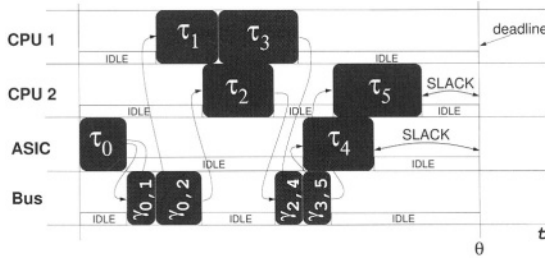 CPU 1 τ1 τ3 deadline
IDLE IDLE
CPU 2 τ2 τ5 SLACK
IDLE IDLE IDLE
ASIC τ0 τ4 SLACK
IDLE IDLE
Bus γ0,1 γ0,2 γ2,4 γ3,5
IDLE IDLE IDLE
θ t